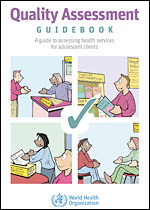 Quality Assessment
GUIDEBOOK
A guide to assessing health services
for adolescent clients
World Health
Organization